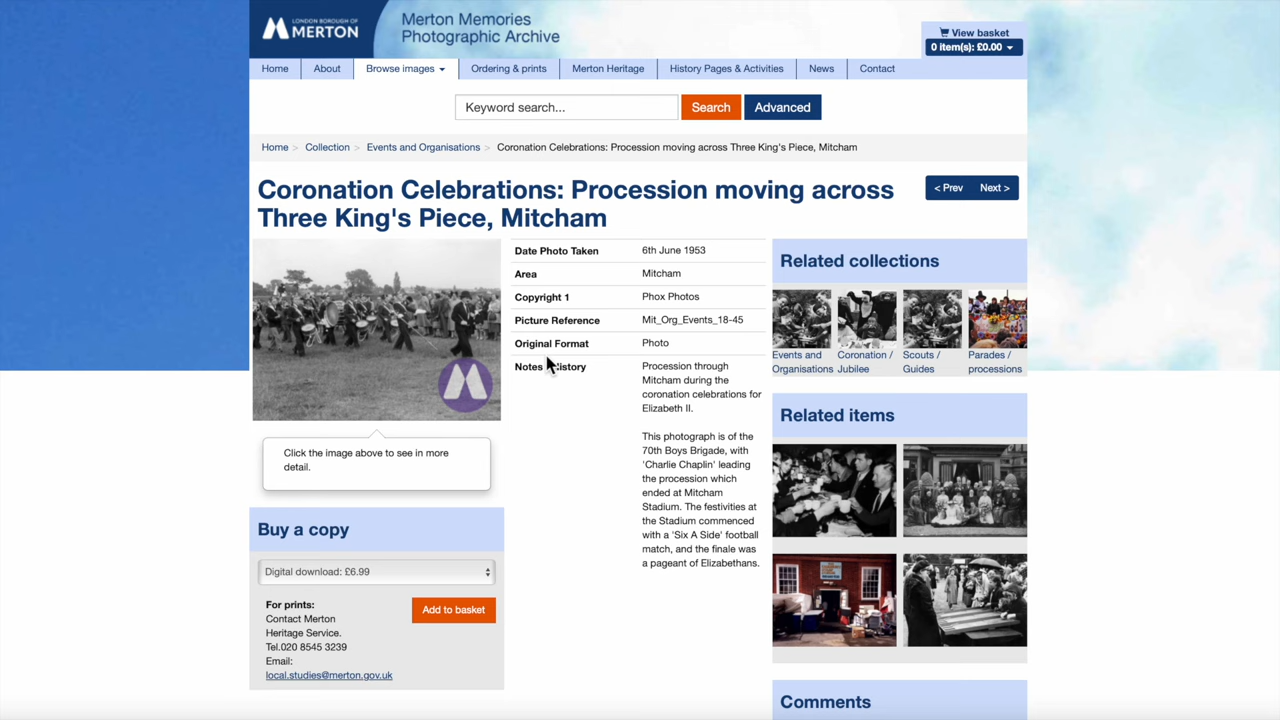 LONDON BOROUGH OF
MERTON
Merton Memories
Photographic Archive
View basket
0 item(s): £0.00
Home
About
Browse images
Ordering & prints
Merton Heritage
History Pages & Activities
News
Contact
Keyword search...
Search
Advanced
Home > Collection > Events and Organisations > Coronation Celebrations: Procession moving across Three King's Piece, Mitcham
Coronation Celebrations: Procession moving across
Three King's Piece, Mitcham
< Prev
Next >
Date Photo Taken 6th June 1953
Area Mitcham
Copyright 1 Phox Photos
Picture Reference Mit_Org_Events_18-45
Original Format Photo
Notes History Procession through
Mitcham during the
coronation celebrations for
Elizabeth II.
This photograph is of the
70th Boys Brigade, with
'Charlie Chaplin' leading
the procession which
ended at Mitcham
Stadium. The festivities at
the Stadium commenced
with a 'Six A Side' football
match, and the finale was
a pageant of Elizabethans.
Click the image above to see in more
detail.
Buy a copy
Digital download: £6.99
For prints:
Contact Merton
Heritage Service.
Tel.020 8545 3239
Email:
local.studies@merton.gov.uk
Add to basket
Related collections
Events and
Organisations
Coronation /
Jubilee
Scouts /
Guides
Parades /
processions
Related items
Comments